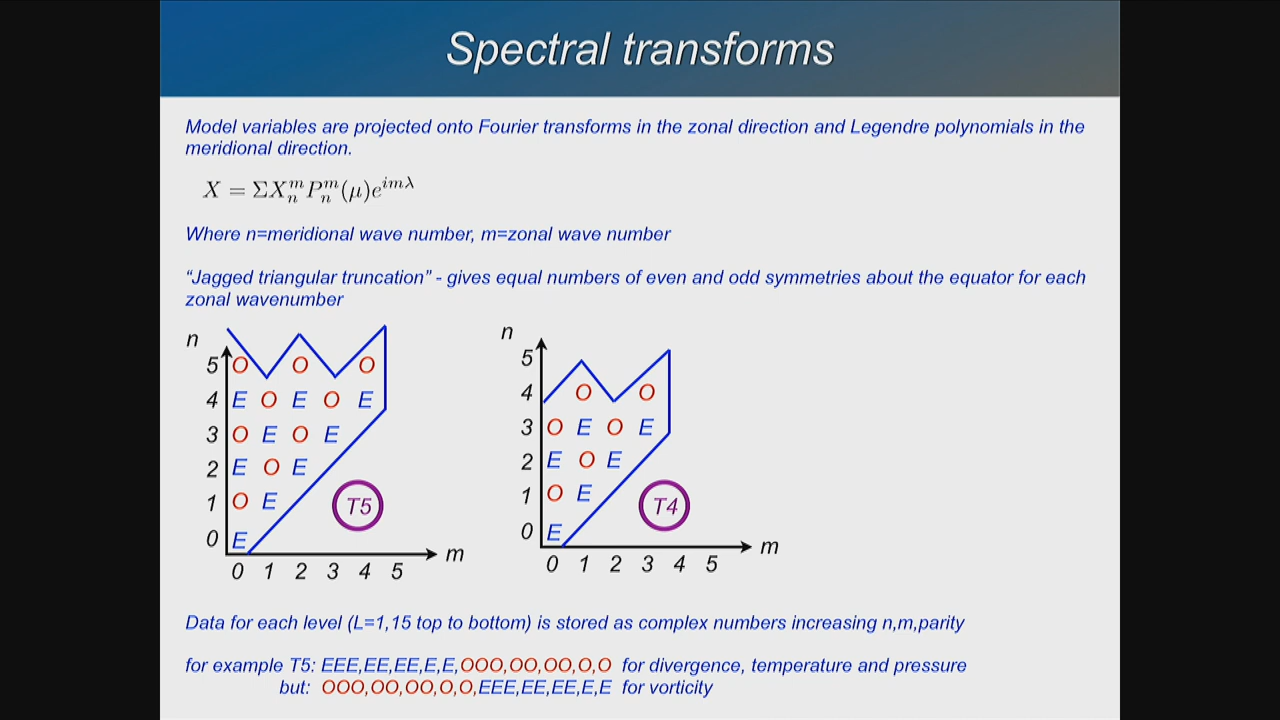 Spectral transforms
Model variables are projected onto Fourier transforms in the zonal direction and Legendre polynomials in the
meridional direction.
X = ΣX_n^m P_n^m(μ)e^{imλ}
Where n=meridional wave number, m=zonal wave number
“Jagged triangular truncation” - gives equal numbers of even and odd symmetries about the equator for each
zonal wavenumber
n
5 O O O
4 E O E O E
3 O E O E
2 E O E
1 O E
0 E
T5
m
0 1 2 3 4 5
n
5
4 O O
3 O E O E
2 E O E
1 O E
0 E
T4
m
0 1 2 3 4 5
Data for each level (L=1,15 top to bottom) is stored as complex numbers increasing n,m,parity
for example T5: EEE,EE,EE,E,E,OOO,OO,OO,O,O for divergence, temperature and pressure
but: OOO,OO,OO,O,O,EEE,EE,EE,E,E for vorticity